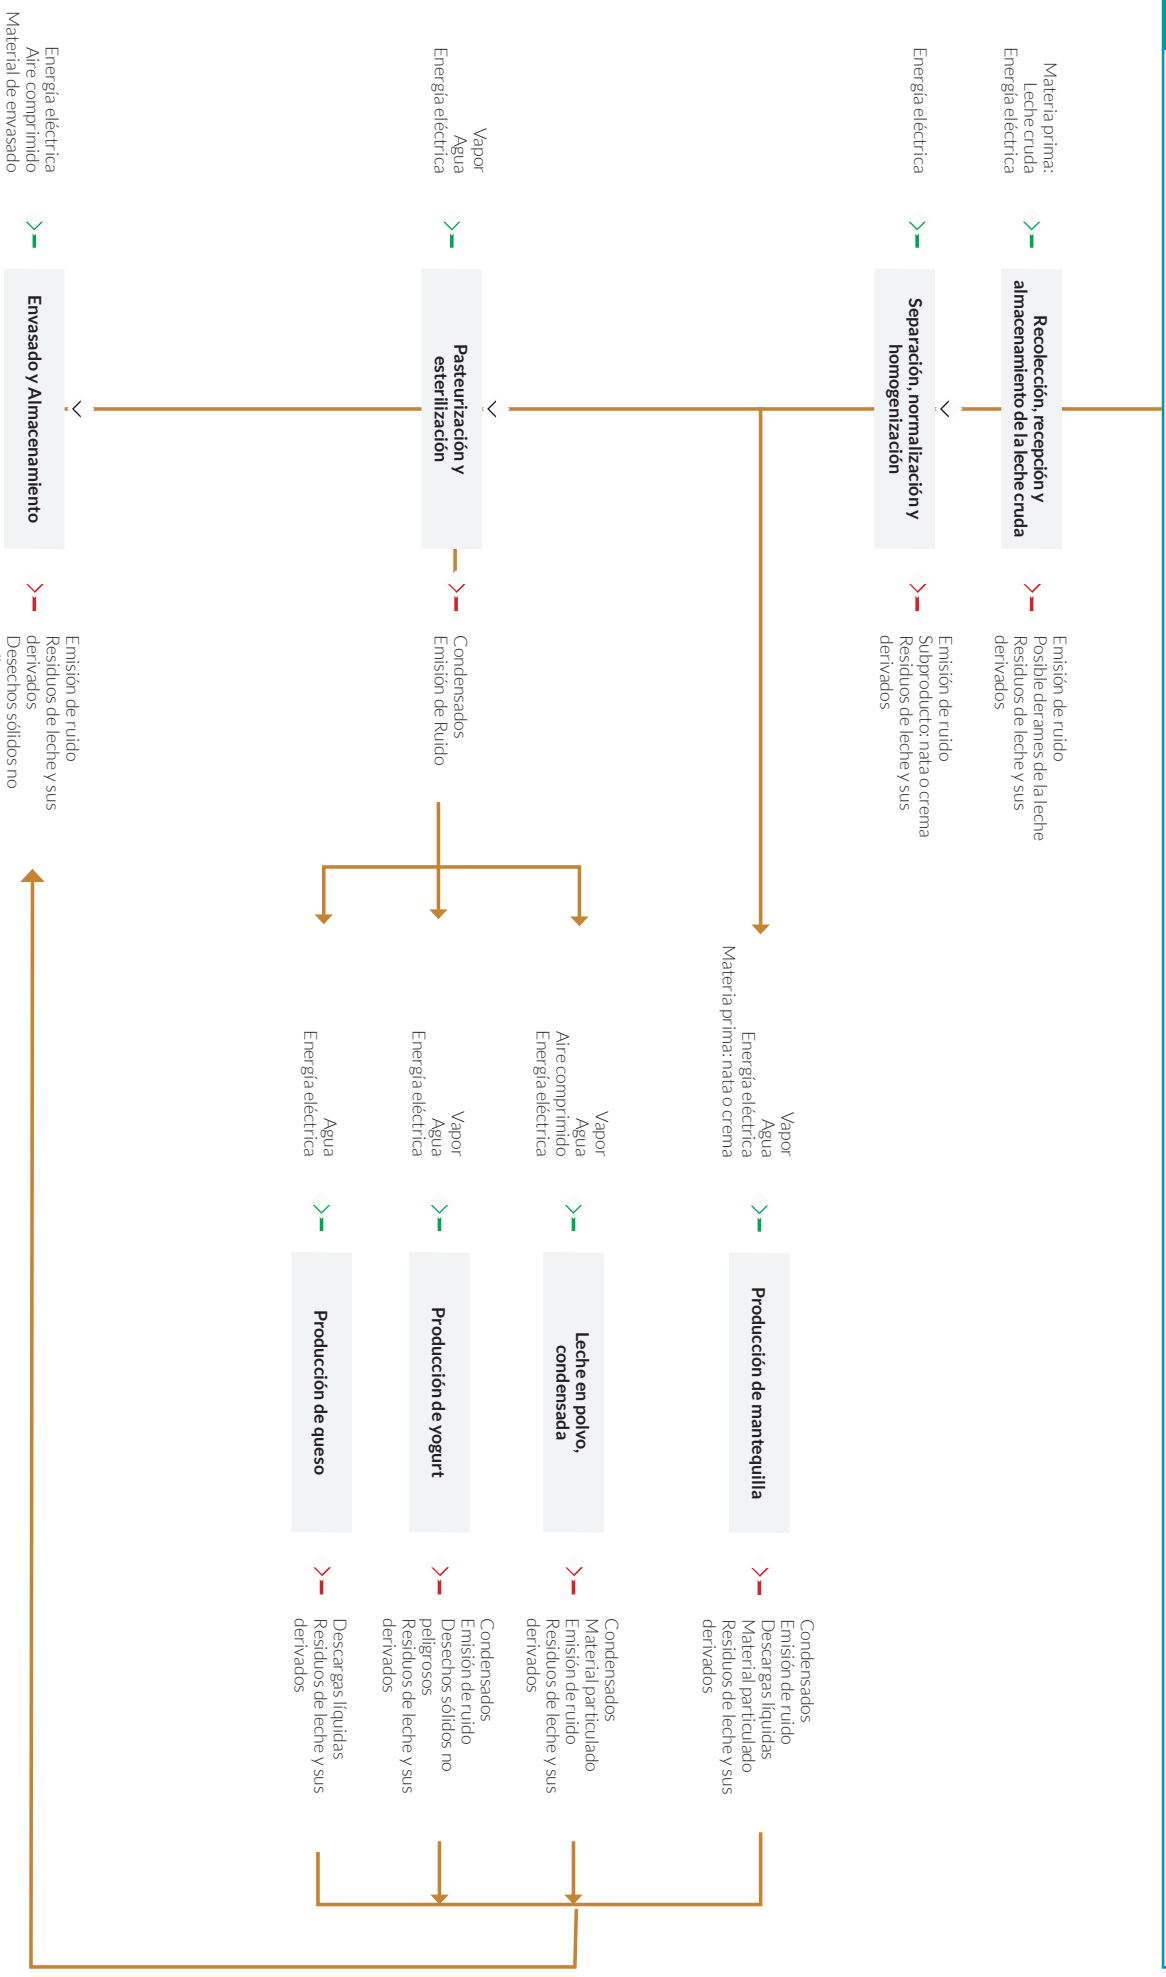 Materia prima:
Leche cruda
Energía eléctrica
Recolección, recepción y
almacenamiento de la leche cruda
Emisión de ruido
Posible derames de la leche
Residuos de leche y sus
derivados
Energía eléctrica
Separación, normalización y
homogenización
Emisión de ruido
Subproducto: nata o crema
Residuos de leche y sus
derivados
Vapor
Agua
Energía eléctrica
Materia prima: nata o crema
Producción de mantequilla
Condensados
Emisión de ruido
Descargas líquidas
Material particulado
Residuos de leche y sus
derivados
Vapor
Agua
Aire comprimido
Energía eléctrica
Leche en polvo,
condensada
Condensados
Material particulado
Emisión de ruido
Residuos de leche y sus
derivados
Vapor
Agua
Energía eléctrica
Pasteurización y
esterilización
Condensados
Emisión de Ruido
Vapor
Agua
Energía eléctrica
Producción de yogurt
Condensados
Emisión de ruido
Desechos sólidos no
peligrosos
Residuos de leche y sus
derivados
Agua
Energía eléctrica
Producción de queso
Descargas líquidas
Residuos de leche y sus
derivados
Energía eléctrica
Aire comprimido
Material de envasado
Envasado y Almacenamiento
Emisión de ruido
Residuos de leche y sus
derivados
Desechos sólidos no